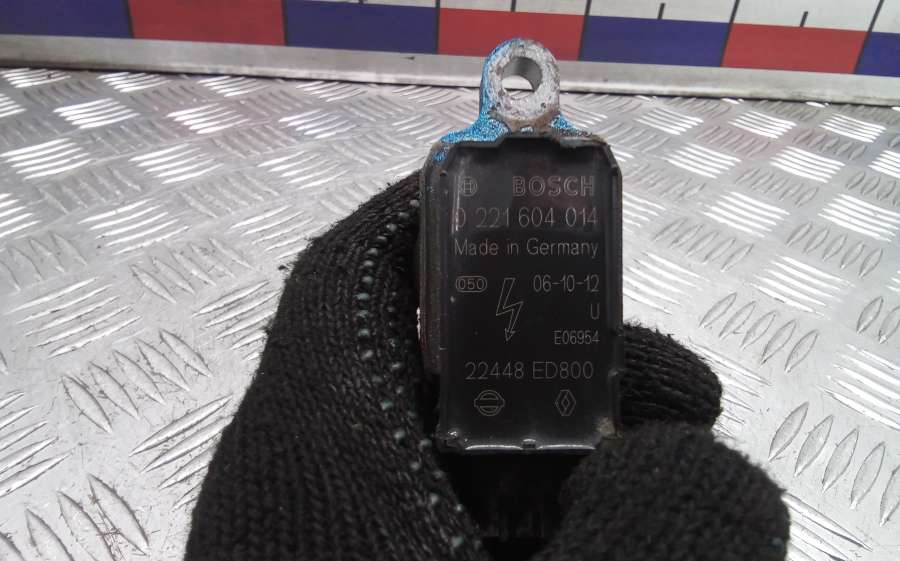 BOSCH
0 221 604 014
Made in Germany
050 06-10-12
U
E06954
22448 ED800